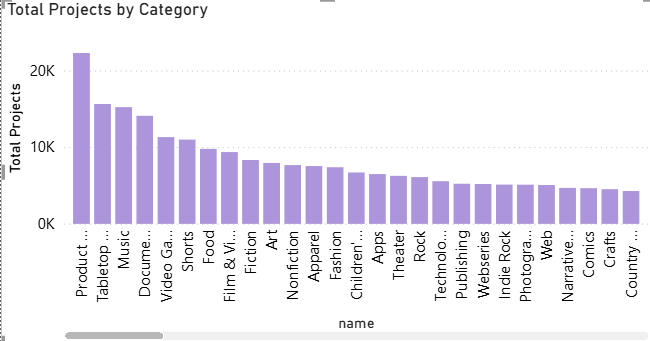 Total Projects by Category
Total Projects
20K
10K
0K
Product ...
Tabletop ...
Music
Docume...
Video Ga...
Shorts
Food
Film & Vi...
Fiction
Art
Nonfiction
Apparel
Fashion
Children'...
Apps
Theater
Rock
Technolo...
Publishing
Webseries
Indie Rock
Photogra...
Web
Narrative...
Comics
Crafts
Country ...
name